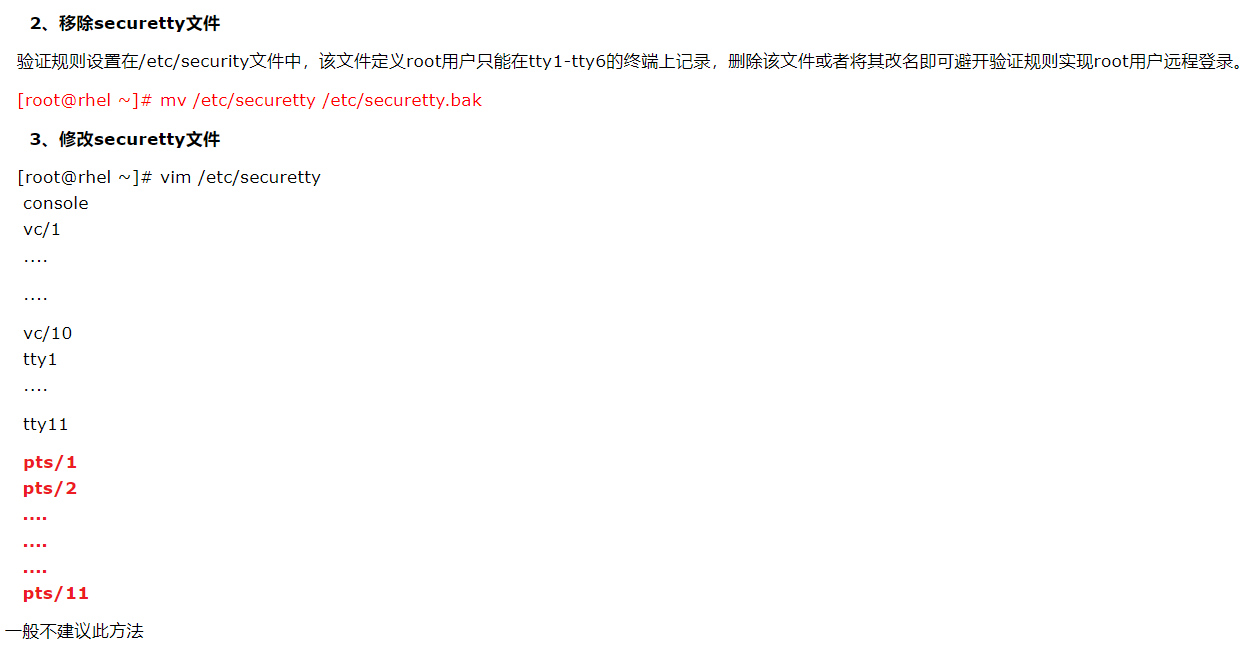 2、移除securetty文件
验证规则设置在/etc/security文件中，该文件定义root用户只能在tty1-tty6的终端上记录，删除该文件或者将其改名即可避开验证规则实现root用户远程登录。
[root@rhel ~]# mv /etc/securetty /etc/securetty.bak
3、修改securetty文件
[root@rhel ~]# vim /etc/securetty
console
vc/1
....
....
vc/10
tty1
....
tty11
pts/1
pts/2
....
....
....
pts/11
一般不建议此方法